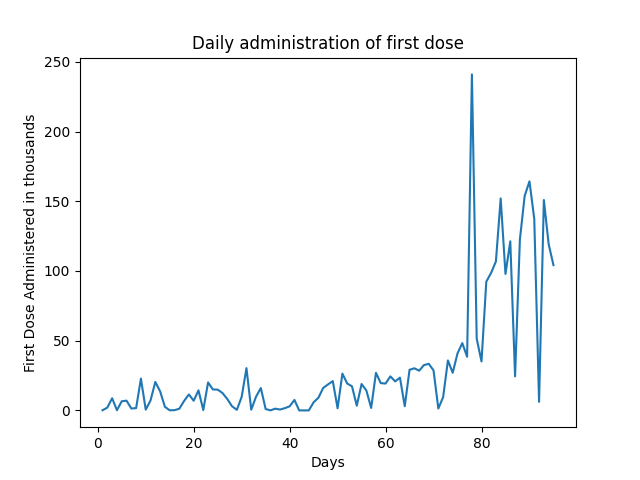 Daily administration of first dose
First Dose Administered in thousands
250
200
150
100
50
0
0 20 40 60 80
Days